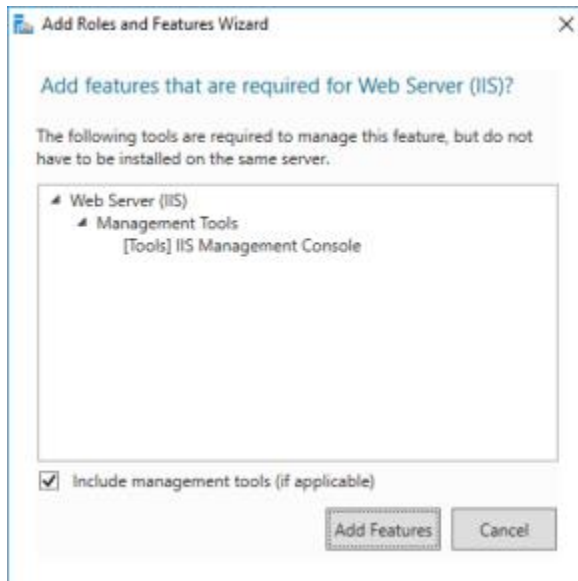 Add Roles and Features Wizard
Add features that are required for Web Server (IIS)?
The following tools are required to manage this feature, but do not
have to be installed on the same server.
Web Server (IIS)
Management Tools
[Tools] IIS Management Console
Include management tools (if applicable)
Add Features Cancel